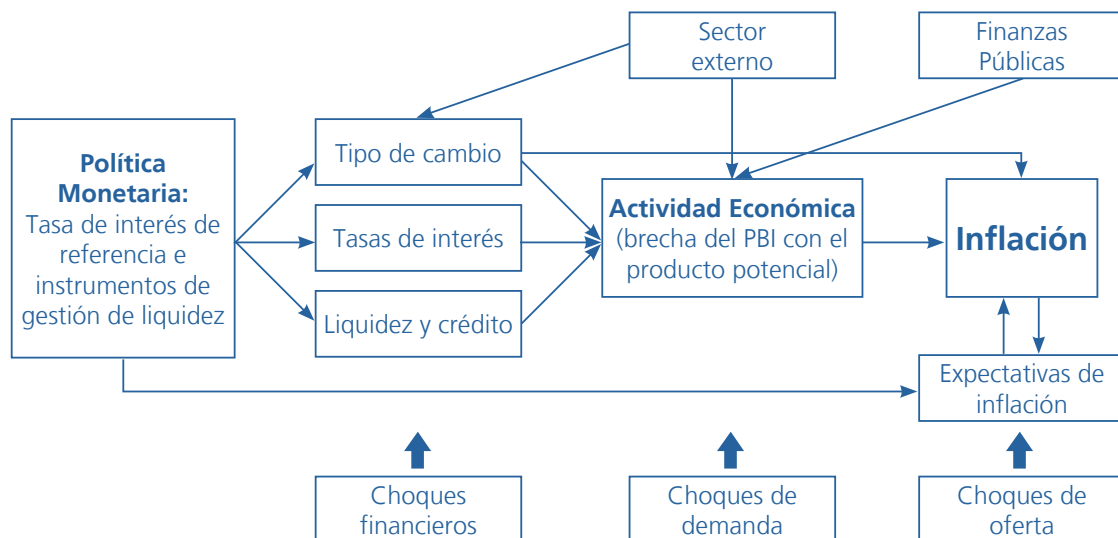 Sector
externo
Finanzas
Públicas
Política
Monetaria:
Tasa de interés de
referencia e
instrumentos de
gestión de liquidez
Tipo de cambio
Tasas de interés
Liquidez y crédito
Actividad Económica
(brecha del PBI con el
producto potencial)
Inflación
Expectativas de
inflación
Choques
financieros
Choques de
demanda
Choques de
oferta